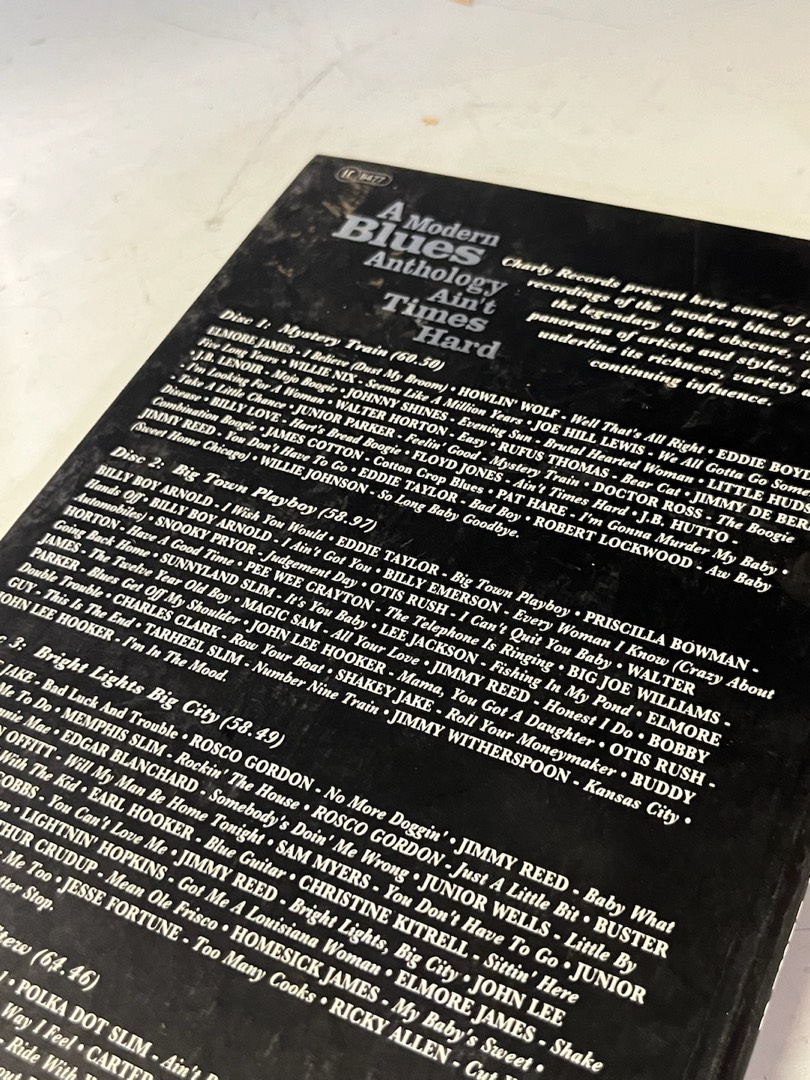 LC 8477
A Modern
Blues
Anthology
Ain't
Times
Hard
Charly Records present here some of
recordings of the modern blues
the legendary to the obscure,
panorama of artists and styles,
underline its richness, variety
continuing influence.
Disc 1: Mystery Train (60.50)
ELMORE JAMES - I Believe (Dust My Broom) • HOWLIN' WOLF - Well That's All Right • EDDIE BOYD
Five Long Years • WILLIE NIX - Seems Like A Million Years • JOE HILL LEWIS - We All Gotta Go
• J.B. LENOIR - Mojo Boogie • JOHNNY SHINES - Evening Sun - Brutal Hearted Woman • LITTLE
- I'm Looking For A Woman • WALTER HORTON - Easy • RUFUS THOMAS - Bear Cat • JIMMY DE
- Take A Little Chance • JUNIOR PARKER - Feelin' Good - Mystery Train • DOCTOR ROSS - The Boogie
Disease • BILLY LOVE - Hart's Bread Boogie • FLOYD JONES - Ain't Times Hard • J.B. HUTTO -
Combination Boogie • JAMES COTTON - Cotton Crop Blues • PAT HARE - I'm Gonna Murder My Baby •
JIMMY REED - You Don't Have To Go • EDDIE TAYLOR - Bad Boy • ROBERT LOCKWOOD - Aw Baby
(Sweet Home Chicago) • WILLIE JOHNSON - So Long Baby Goodbye.
Disc 2: Big Town Playboy (58.97)
BILLY BOY ARNOLD - I Wish You Would • EDDIE TAYLOR - Big Town Playboy • PRISCILLA BOWMAN -
Hands Off • BILLY BOY ARNOLD - I Ain't Got You • BILLY EMERSON - Every Woman I Know (Crazy About
Automobiles) • SNOOKY PRYOR - Judgement Day • OTIS RUSH - I Can't Quit You Baby • WALTER
HORTON - Have A Good Time • PEE WEE CRAYTON - The Telephone Is Ringing • BIG JOE WILLIAMS -
Going Back Home • SUNNYLAND SLIM - It's You Baby • LEE JACKSON - Fishing In My Pond • ELMORE
JAMES - The Twelve Year Old Boy • MAGIC SAM - All Your Love • JIMMY REED - Honest I Do • BOBBY
PARKER - Blues Get Off My Shoulder • JOHN LEE HOOKER - Mama, You Got A Daughter • OTIS RUSH -
Double Trouble • CHARLES CLARK - Row Your Boat • SHAKEY JAKE - Roll Your Moneymaker • BUDDY
GUY - This Is The End • TARHEEL SLIM - Number Nine Train • JIMMY WITHERSPOON - Kansas City •
JOHN LEE HOOKER - I'm In The Mood.
3: Bright Lights Big City (58.49)
JAKE - Bad Luck And Trouble • ROSCO GORDON - No More Doggin' • JIMMY REED - Baby What
Me To Do • MEMPHIS SLIM - Rockin' The House • ROSCO GORDON - Just A Little Bit • BUSTER
Mae • EDGAR BLANCHARD - Somebody's Doin' Me Wrong • JUNIOR WELLS - Little By
OFFITT - Will My Man Be Home Tonight • SAM MYERS - You Don't Have To Go • JUNIOR
With The Kid • EARL HOOKER - Blue Guitar • CHRISTINE KITRELL - Sittin' Here
- You Can't Love Me • JIMMY REED - Bright Lights, Big City • JOHN LEE
• LIGHTNIN' HOPKINS - Got Me A Louisiana Woman • ELMORE JAMES - Shake
CRUDUP - Mean Ole Frisco • HOMESICK JAMES - My Baby's Sweet •
Me Too • JESSE FORTUNE - Too Many Cooks • RICKY ALLEN - Cut
Stop.
(64.46)
• POLKA DOT SLIM - Ain't
Way I Feel • CARTER
- Ride With